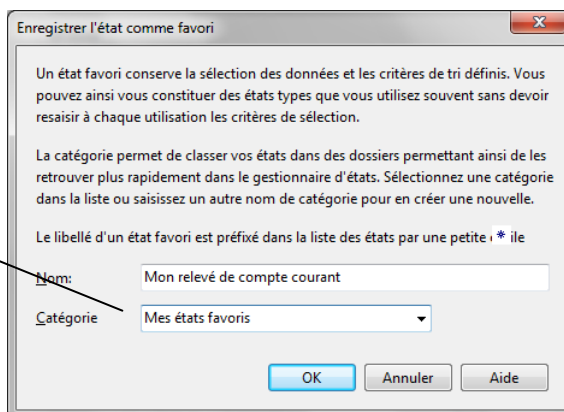 Enregistrer l'état comme favori
Un état favori conserve la sélection des données et les critères de tri définis. Vous
pouvez ainsi vous constituer des états types que vous utilisez souvent sans devoir
resaisir à chaque utilisation les critères de sélection.
La catégorie permet de classer vos états dans des dossiers permettant ainsi de les
retrouver plus rapidement dans le gestionnaire d'états. Sélectionnez une catégorie
dans la liste ou saisissez un autre nom de catégorie pour en créer une nouvelle.
Le libellé d'un état favori est préfixé dans la liste des états par une petite * ile
Nom: Mon relevé de compte courant
Catégorie Mes états favoris
OK Annuler Aide